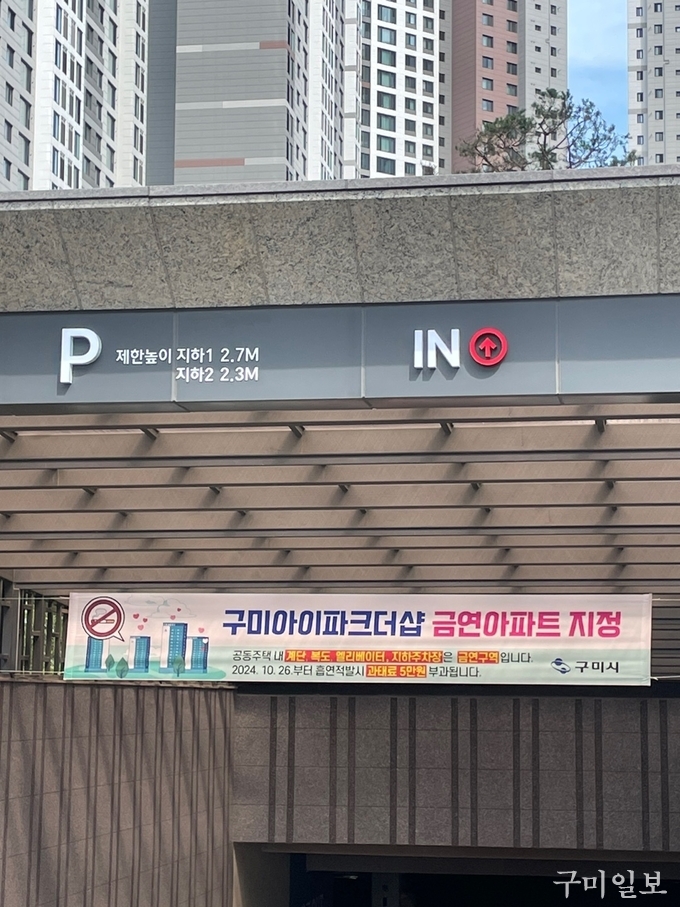 P 제한높이 지하1 2.7M
지하2 2.3M
IN
구미아이파크더샵 금연아파트 지정
공동주택 내 계단, 복도, 엘리베이터, 지하주차장은 금연구역입니다.
2024. 10. 26.부터 흡연적발시 과태료 5만원 부과됩니다.
구미시
구미일보